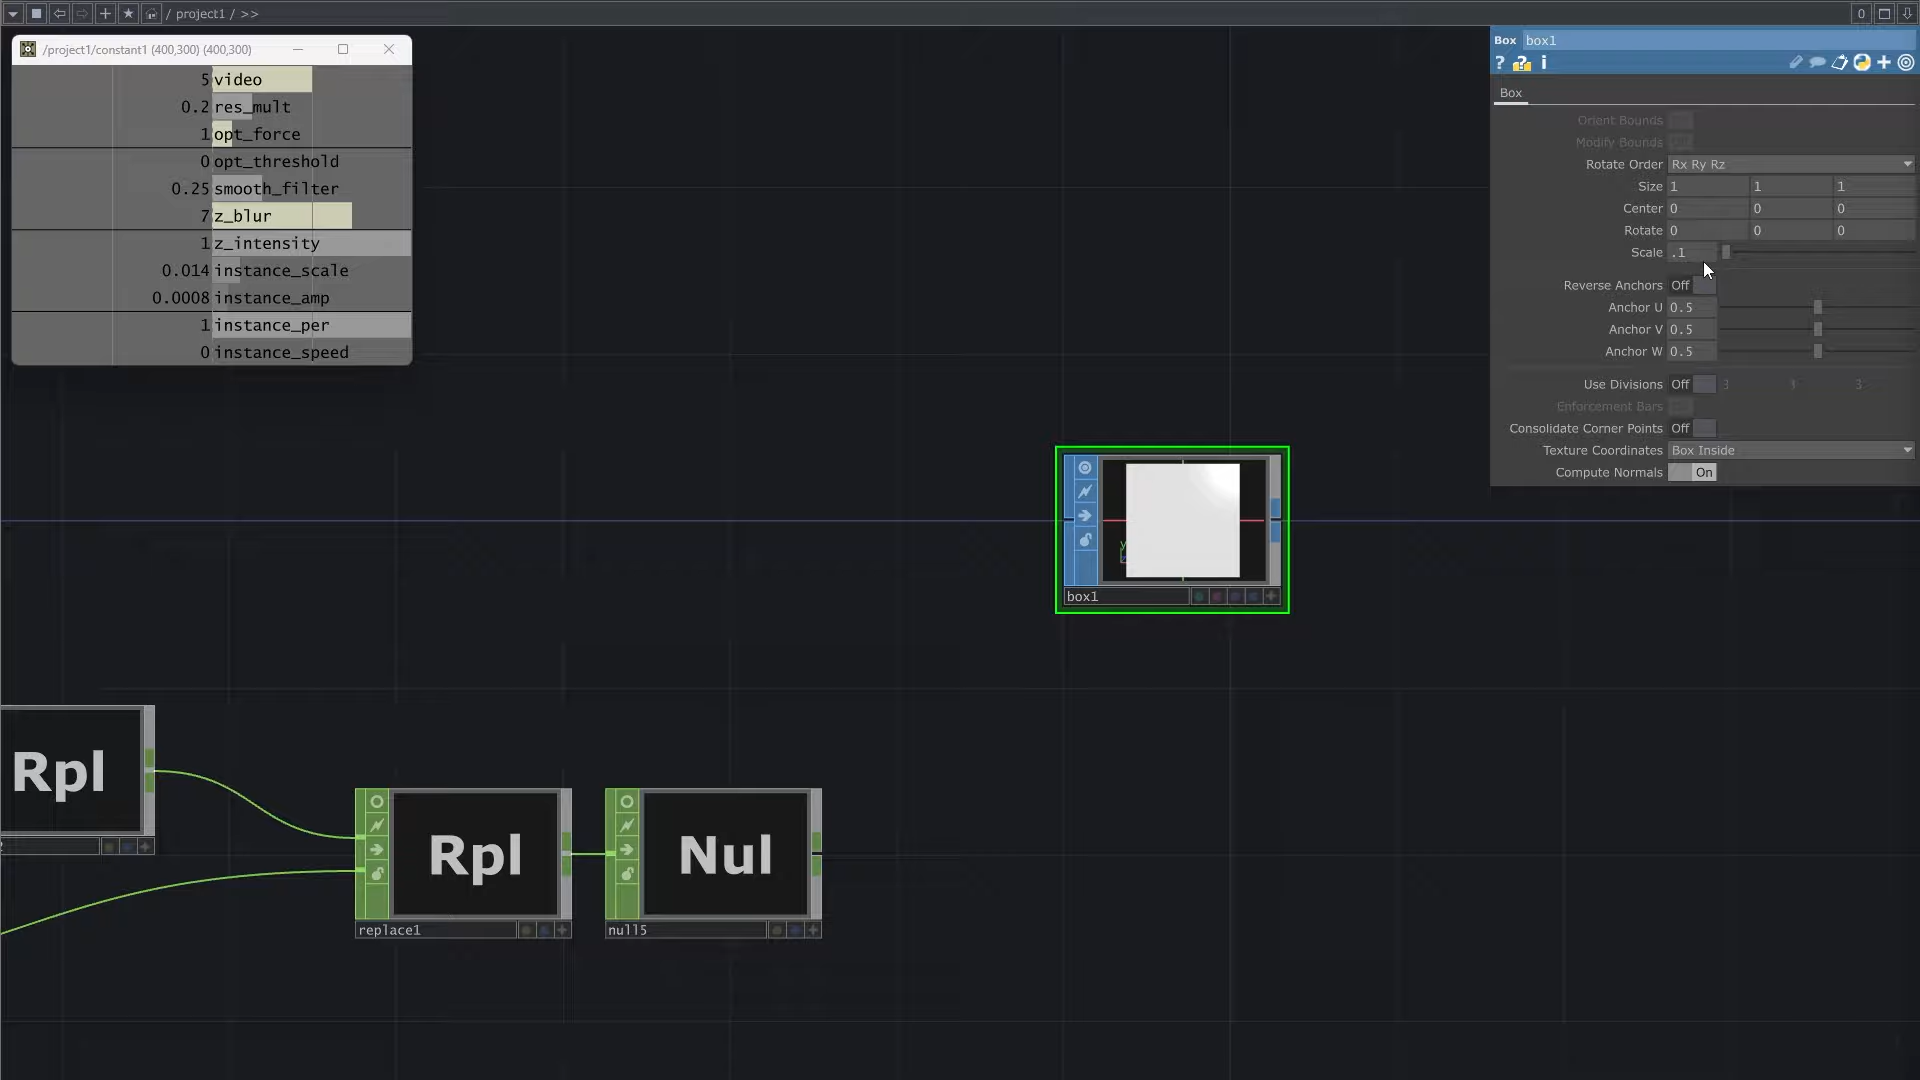 / project1 / >>
0
/project1/constant1 (400,300) (400,300)
5 video
0.2 res_mult
1 opt_force
0 opt_threshold
0.25 smooth_filter
7 z_blur
1 z_intensity
0.014 instance_scale
0.0008 instance_amp
1 instance_per
0 instance_speed
Box box1
? i
Box
Orient Bounds
Modify Bounds
Rotate Order Rx Ry Rz
Size 1 1 1
Center 0 0 0
Rotate 0 0 0
Scale .1
Reverse Anchors Off
Anchor U 0.5
Anchor V 0.5
Anchor W 0.5
Use Divisions Off 3 3 3
Enforcement Bars
Consolidate Corner Points Off
Texture Coordinates Box Inside
Compute Normals On
y
box1
Rpl
Rpl
replace1
Nul
null5